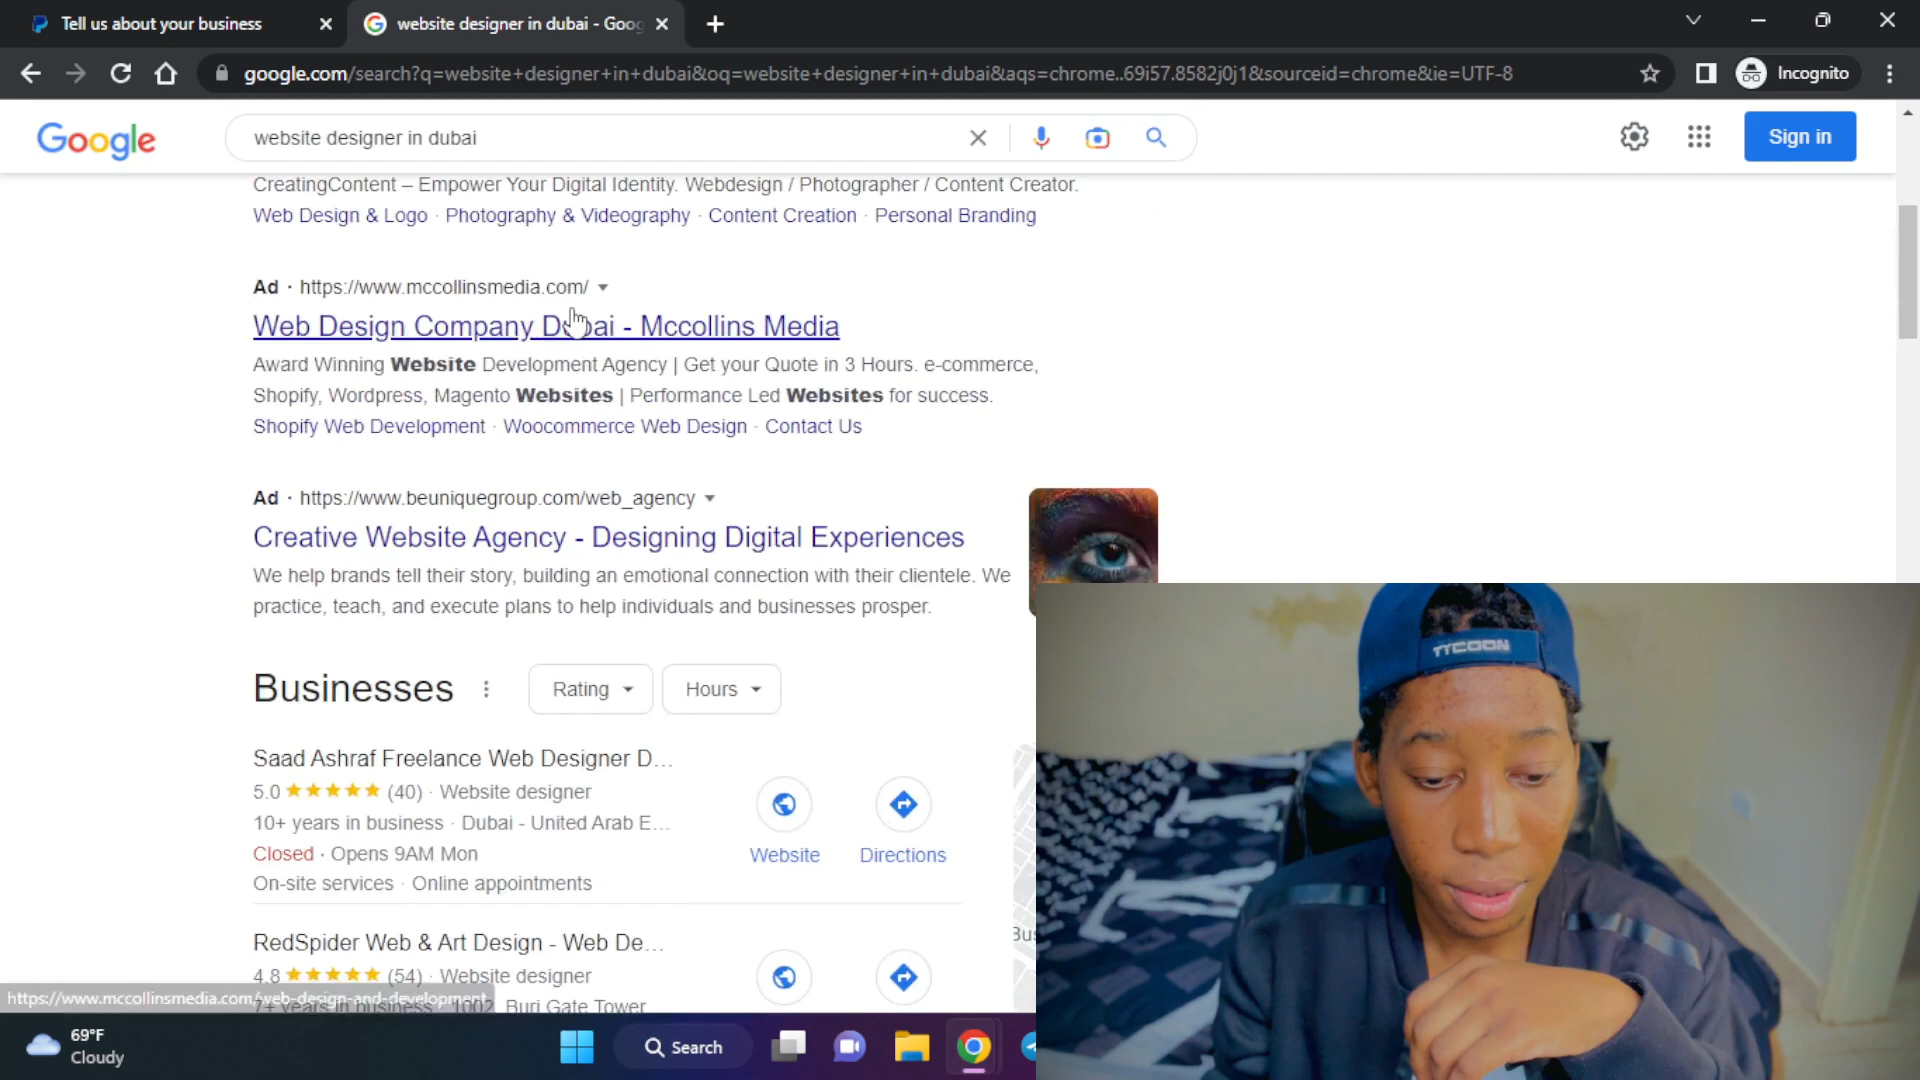 Tell us about your business
website designer in dubai - Goog
google.com/search?q=website+designer+in+dubai&oq=website+designer+in+dubai&aqs=chrome..69i57.8582j0j1&sourceid=chrome&ie=UTF-8
Incognito
Google
website designer in dubai
Sign in
CreatingContent – Empower Your Digital Identity. Webdesign / Photographer / Content Creator.
Web Design & Logo · Photography & Videography · Content Creation · Personal Branding
Ad · https://www.mccollinsmedia.com/
Web Design Company Dubai - Mccollins Media
Award Winning Website Development Agency | Get your Quote in 3 Hours. e-commerce,
Shopify, Wordpress, Magento Websites | Performance Led Websites for success.
Shopify Web Development · Woocommerce Web Design · Contact Us
Ad · https://www.beuniquegroup.com/web_agency
Creative Website Agency - Designing Digital Experiences
We help brands tell their story, building an emotional connection with their clientele. We
practice, teach, and execute plans to help individuals and businesses prosper.
Businesses
Rating
Hours
Saad Ashraf Freelance Web Designer D...
5.0 (40) · Website designer
10+ years in business · Dubai - United Arab E...
Closed · Opens 9AM Mon
On-site services · Online appointments
Website
Directions
RedSpider Web & Art Design - Web De...
4.8 (54) · Website designer
7+ years in business · 1002, Buri Gate Tower
https://www.mccollinsmedia.com/web-design-and-development
Bus
TYCOON
69°F
Cloudy
Search